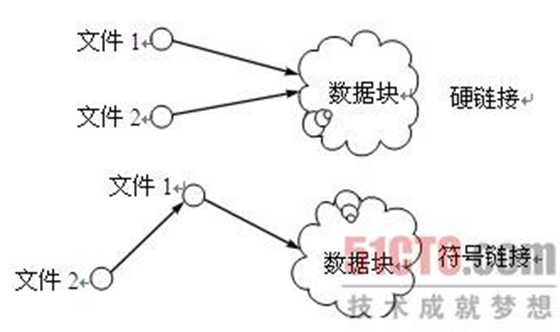 文件 1
数据块
硬链接
文件 2
文件 1
51CTO.com
数据块
符号链接
文件 2
技术成就梦想